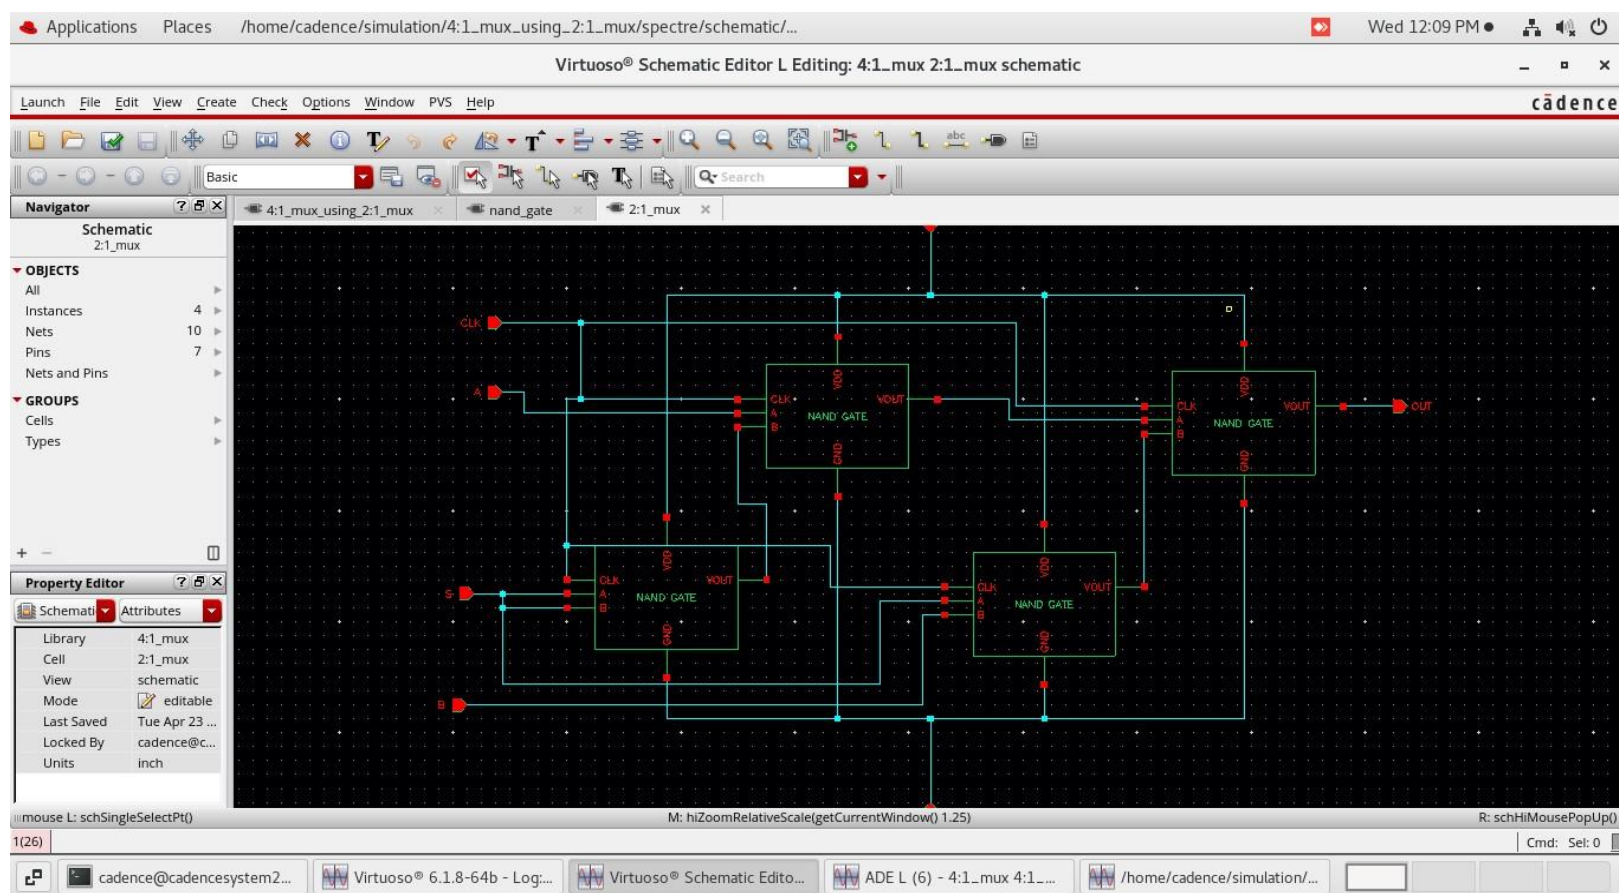 Applications Places /home/cadence/simulation/4:1_mux_using_2:1_mux/spectre/schematic/... Wed 12:09 PM
Virtuoso® Schematic Editor L Editing: 4:1_mux 2:1_mux schematic
Launch File Edit View Create Check Options Window PVS Help cādence
abc
Basic Search
Navigator 4:1_mux_using_2:1_mux nand_gate 2:1_mux
Schematic
2:1_mux
OBJECTS
All
Instances 4
Nets 10
Pins 7
Nets and Pins
GROUPS
Cells
Types
CLK
A
VDD
CLK VOUT
A NAND GATE
B
GND
VDD
CLK VOUT OUT
A NAND GATE
B
GND
VDD
CLK VOUT
S A NAND GATE
B
GND
VDD
CLK VOUT
A NAND GATE
B
GND
B
Property Editor
Schemati Attributes
Library 4:1_mux
Cell 2:1_mux
View schematic
Mode editable
Last Saved Tue Apr 23 ...
Locked By cadence@c...
Units inch
mouse L: schSingleSelectPt() M: hiZoomRelativeScale(getCurrentWindow() 1.25) R: schHiMousePopUp()
1(26) Cmd: Sel: 0
cadence@cadencesystem2... Virtuoso® 6.1.8-64b - Log:... Virtuoso® Schematic Edito... ADE L (6) - 4:1_mux 4:1_... /home/cadence/simulation/...